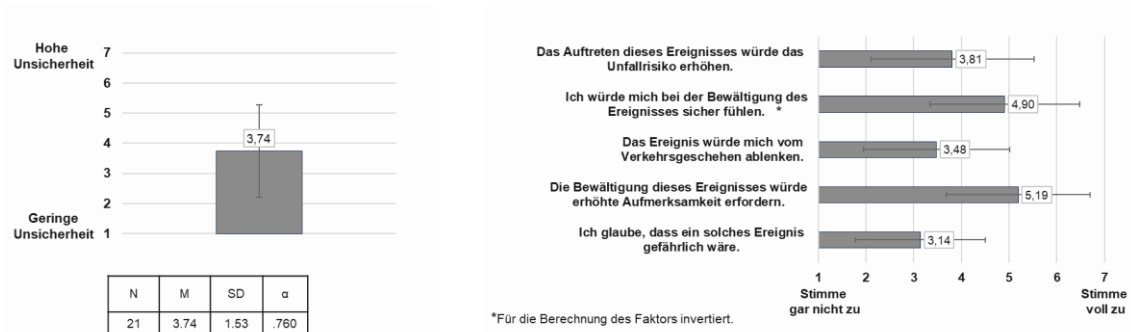 Hohe
Unsicherheit
7
6
5
4
3
2
1
3,74
Geringe
Unsicherheit
N M SD α
21 3.74 1.53 .760
Das Auftreten dieses Ereignisses würde das
Unfallrisiko erhöhen.
3,81
Ich würde mich bei der Bewältigung des
Ereignisses sicher fühlen. *
4,90
Das Ereignis würde mich vom
Verkehrsgeschehen ablenken.
3,48
Die Bewältigung dieses Ereignisses würde
erhöhte Aufmerksamkeit erfordern.
5,19
Ich glaube, dass ein solches Ereignis
gefährlich wäre.
3,14
1 2 3 4 5 6 7
Stimme
gar nicht zu
Stimme
voll zu
*Für die Berechnung des Faktors invertiert.